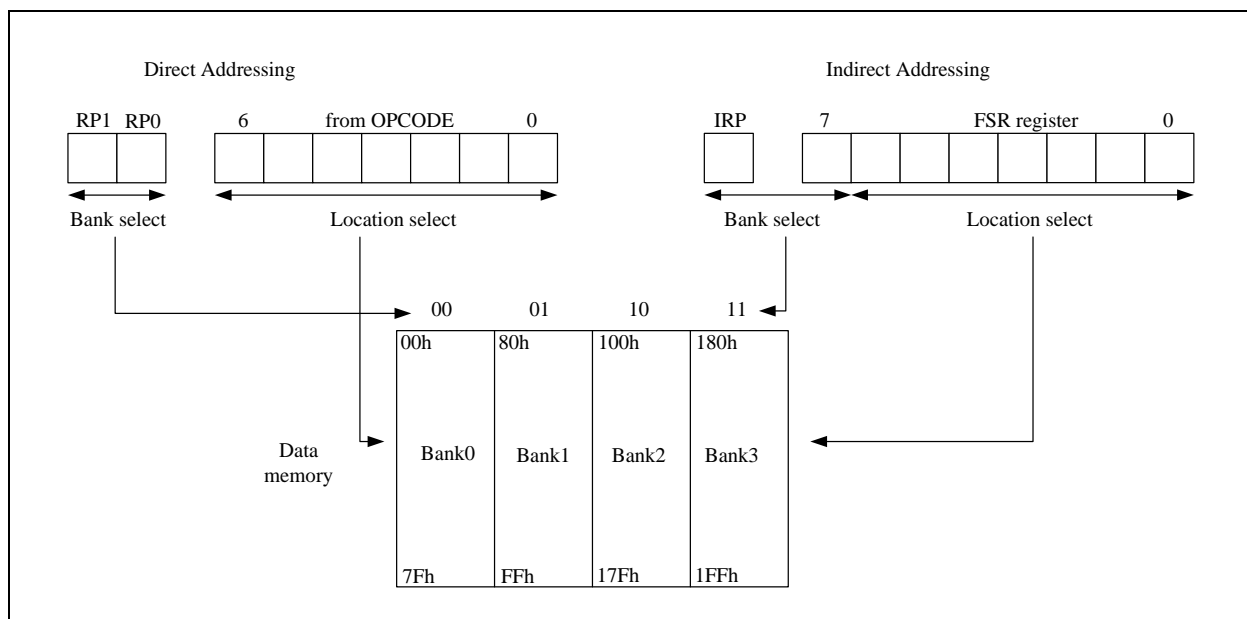 Direct Addressing
Indirect Addressing
RP1 RP0
6 from OPCODE 0
IRP
7 FSR register 0
Bank select
Location select
Bank select
Location select
00 01 10 11
00h 80h 100h 180h
Data
memory
Bank0 Bank1 Bank2 Bank3
7Fh FFh 17Fh 1FFh